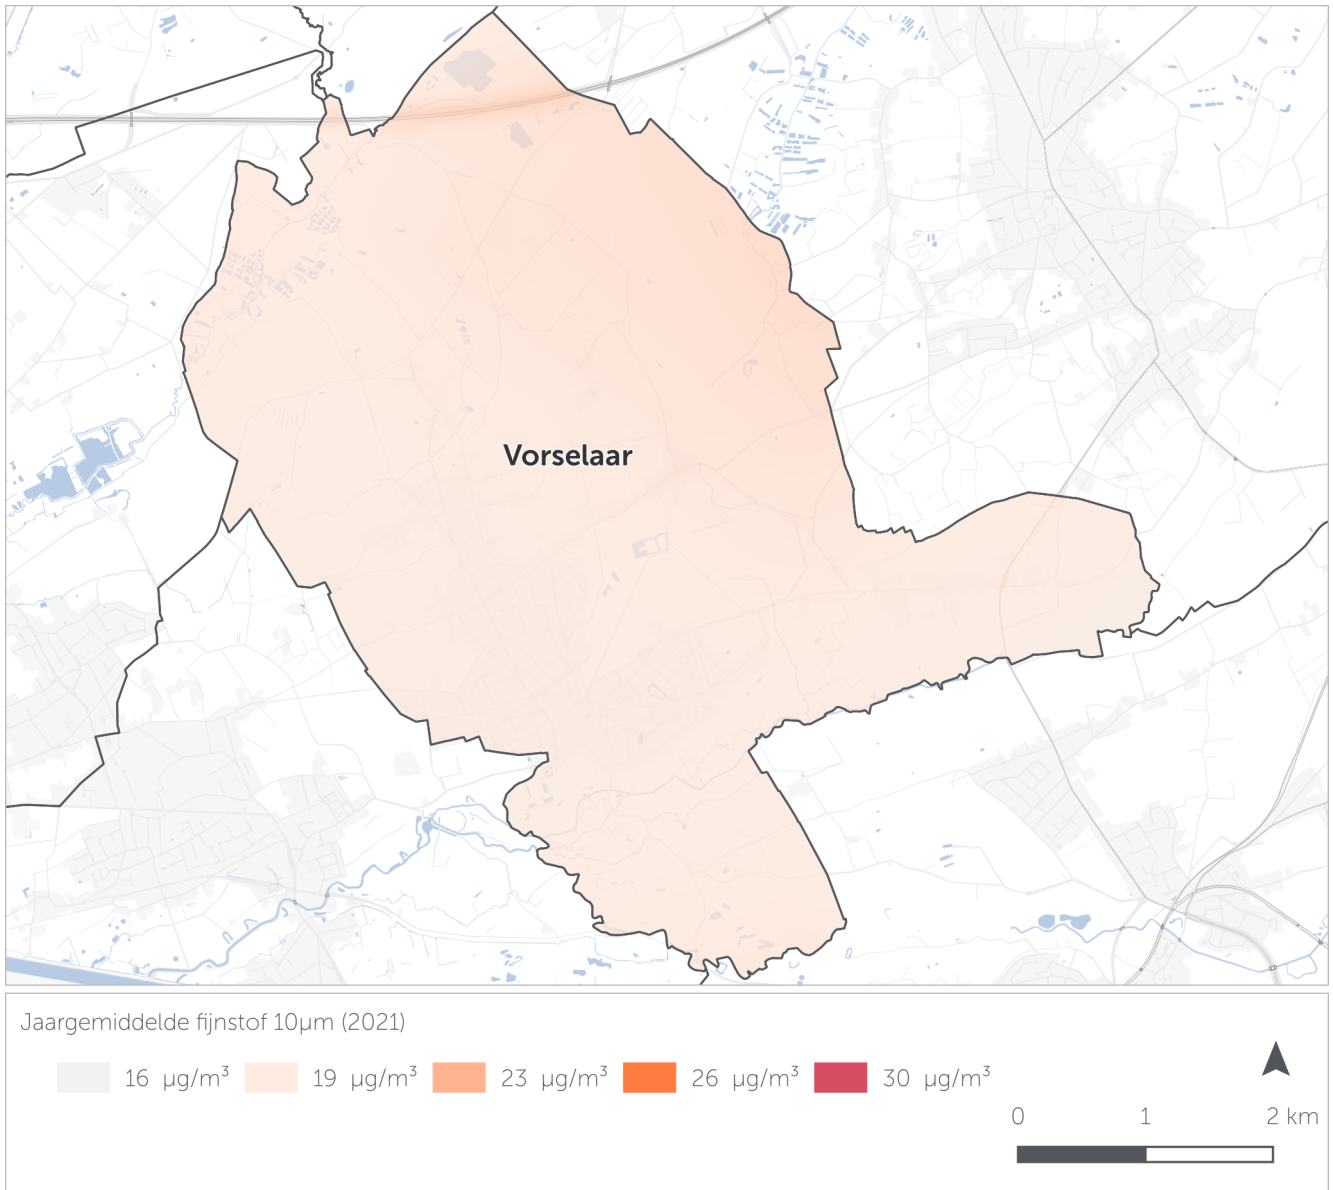 Vorselaar
Jaargemiddelde fijnstof 10µm (2021)
16 µg/m³ 19 µg/m³ 23 µg/m³ 26 µg/m³ 30 µg/m³
0 1 2 km